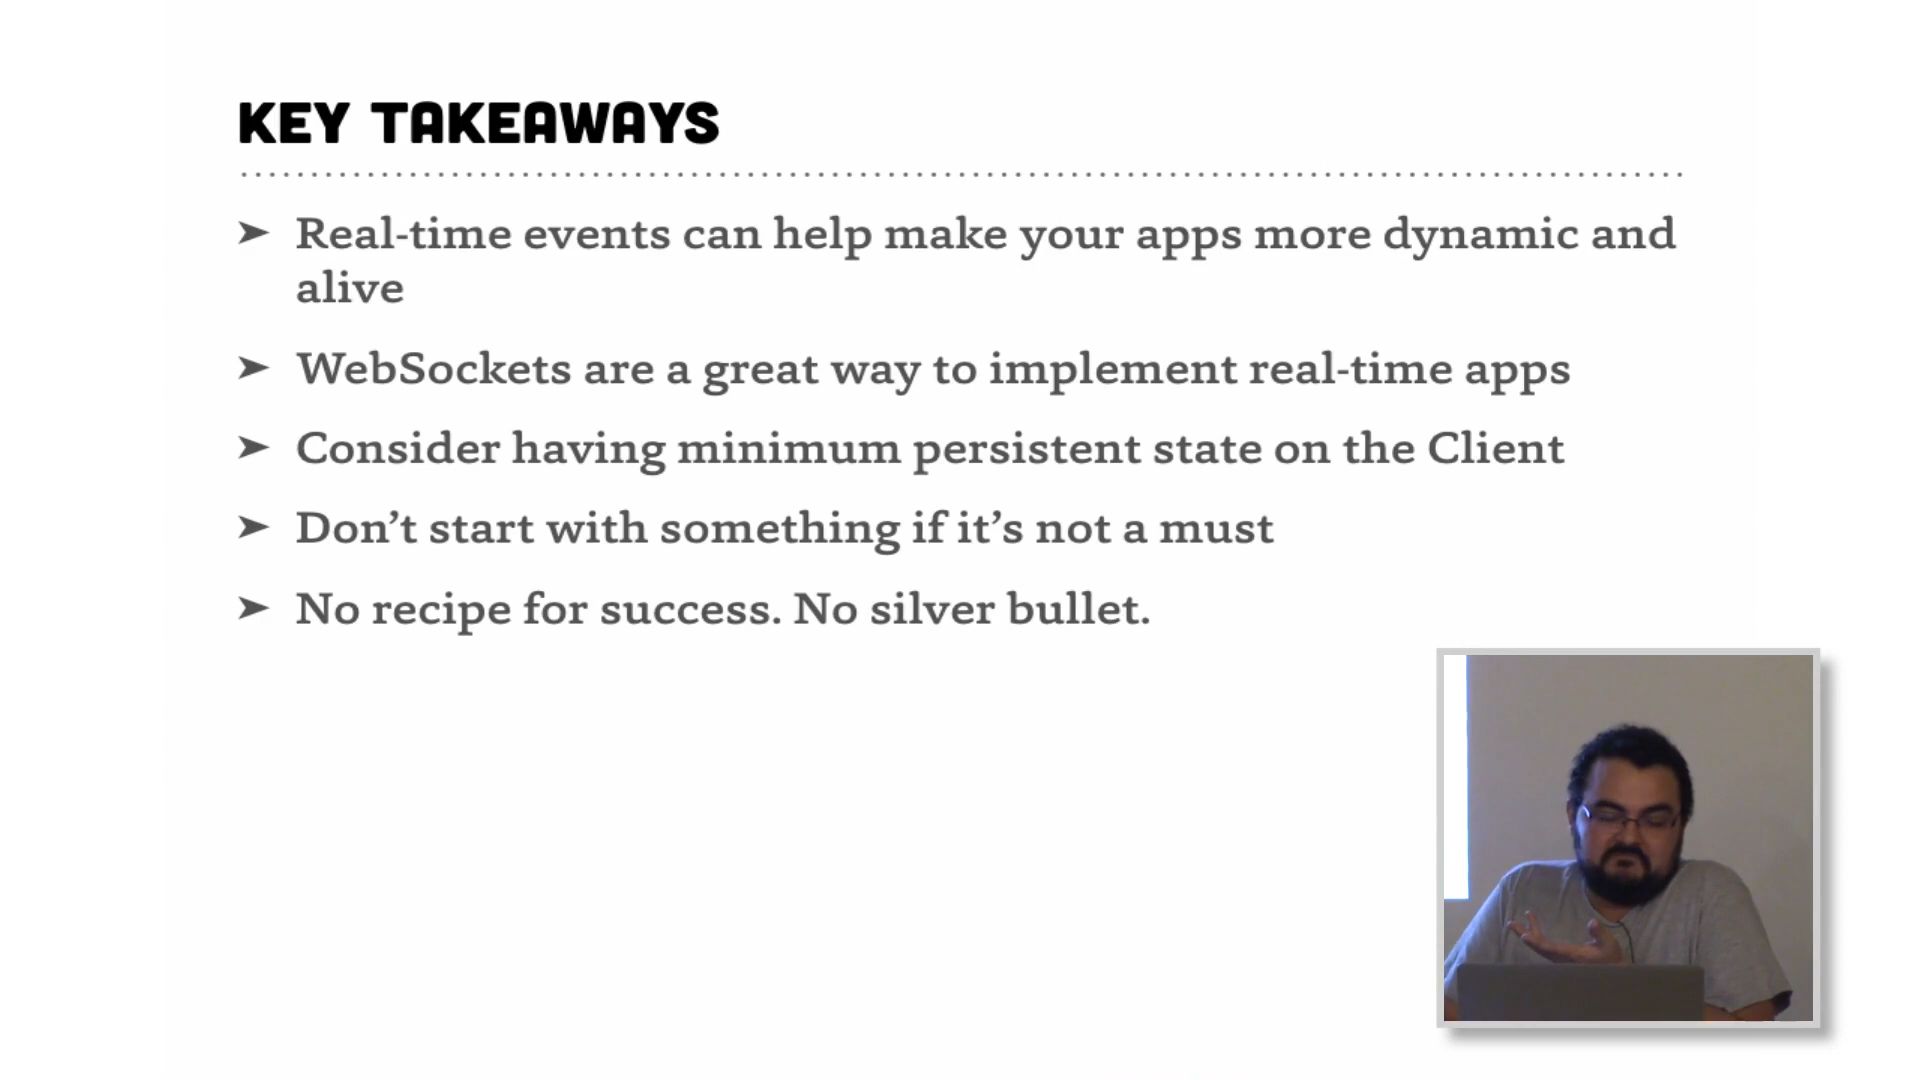 KEY TAKEAWAYS
➤ Real-time events can help make your apps more dynamic and
alive
➤ WebSockets are a great way to implement real-time apps
➤ Consider having minimum persistent state on the Client
➤ Don’t start with something if it’s not a must
➤ No recipe for success. No silver bullet.